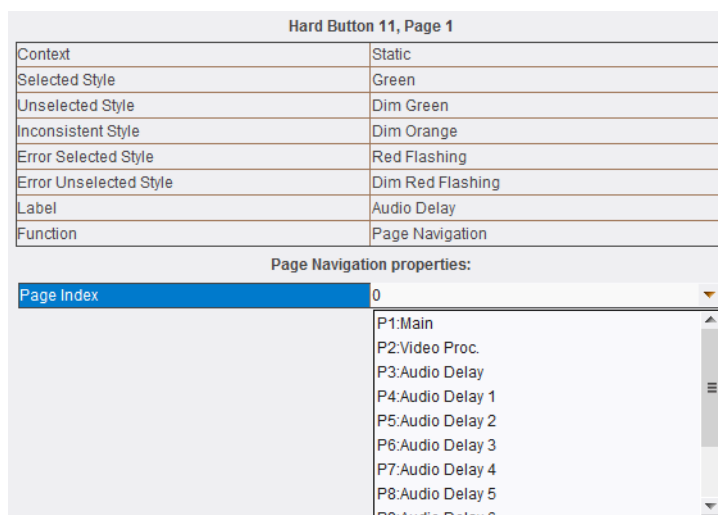 Hard Button 11, Page 1
Context Static
Selected Style Green
Unselected Style Dim Green
Inconsistent Style Dim Orange
Error Selected Style Red Flashing
Error Unselected Style Dim Red Flashing
Label Audio Delay
Function Page Navigation
Page Navigation properties:
Page Index 0
P1:Main
P2:Video Proc.
P3:Audio Delay
P4:Audio Delay 1
P5:Audio Delay 2
P6:Audio Delay 3
P7:Audio Delay 4
P8:Audio Delay 5